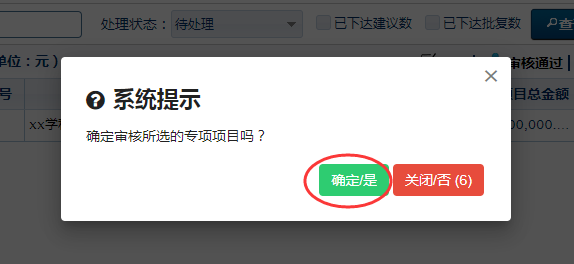 处理状态： 待处理 已下达建议数 已下达批复数 查
单位：元） 审核通过
号 项目总金额
xx学 00,000....
×
系统提示
确定审核所选的专项项目吗？
确定/是 关闭/否 (6)